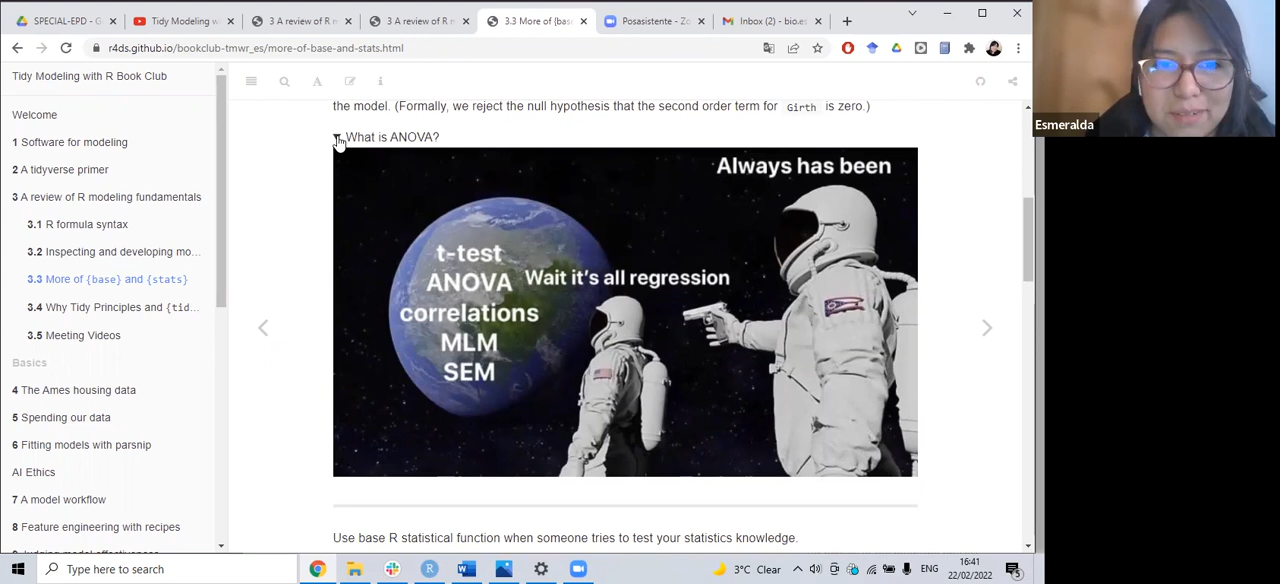 SPECIAL-EPD - G
Tidy Modeling w
3 A review of R m
3 A review of R m
3.3 More of {bas
Posasistente - Zo
Inbox (2) - bio.es
r4ds.github.io/bookclub-tmwr_es/more-of-base-and-stats.html
Tidy Modeling with R Book Club
Welcome
1 Software for modeling
2 A tidyverse primer
3 A review of R modeling fundamentals
3.1 R formula syntax
3.2 Inspecting and developing mo...
3.3 More of {base} and {stats}
3.4 Why Tidy Principles and {tid...
3.5 Meeting Videos
Basics
4 The Ames housing data
5 Spending our data
6 Fitting models with parsnip
AI Ethics
7 A model workflow
8 Feature engineering with recipes
the model. (Formally, we reject the null hypothesis that the second order term for Girth is zero.)
What is ANOVA?
Always has been
t-test
ANOVA
correlations
MLM
SEM
Wait it's all regression
Use base R statistical function when someone tries to test your statistics knowledge.
Esmeralda
Type here to search
3°C Clear
ENG
16:41
22/02/2022
5